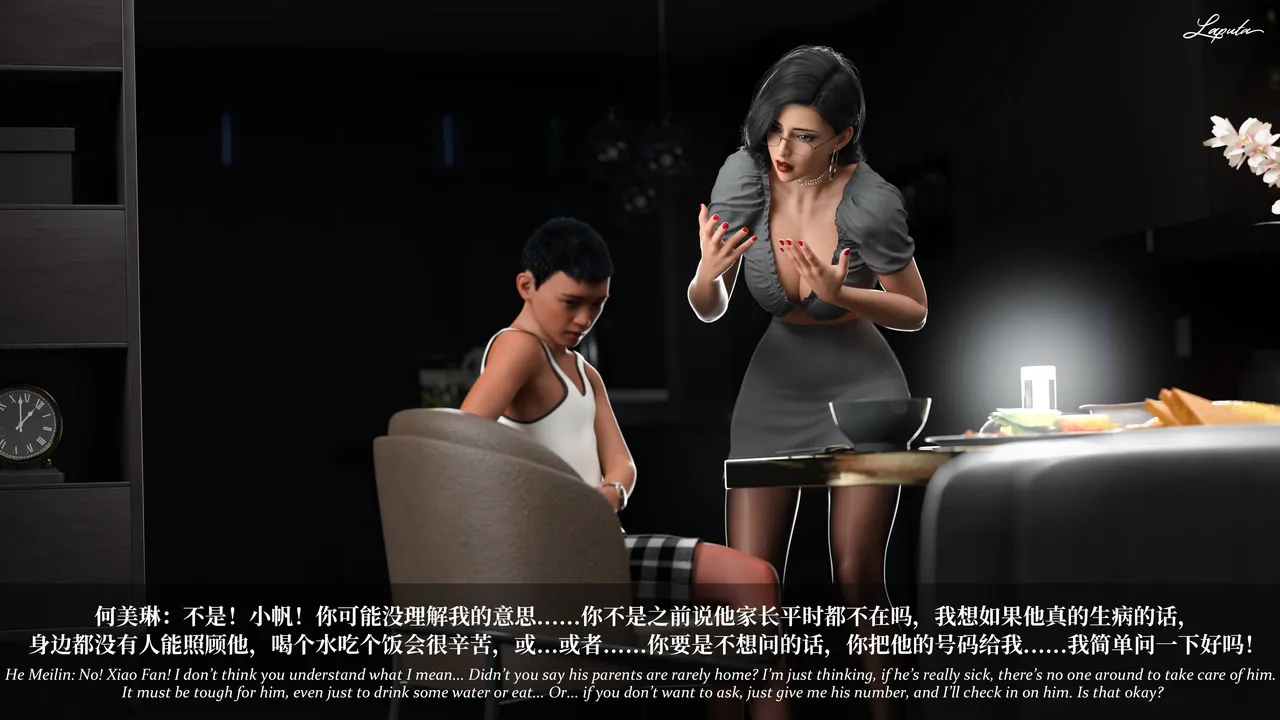 Laputa
何美琳：不是！小帆！你可能没理解我的意思……你不是之前说他家长平时都不在吗，我想如果他真的生病的话，
身边都没有人能照顾他，喝个水吃个饭会很辛苦，或…或者……你要是不想问的话，你把他的号码给我……我简单问一下好吗！
He Meilin: No! Xiao Fan! I don't think you understand what I mean... Didn't you say his parents are rarely home? I'm just thinking, if he's really sick, there's no one around to take care of him.
It must be tough for him, even just to drink some water or eat... Or... if you don't want to ask, just give me his number, and I'll check in on him. Is that okay?